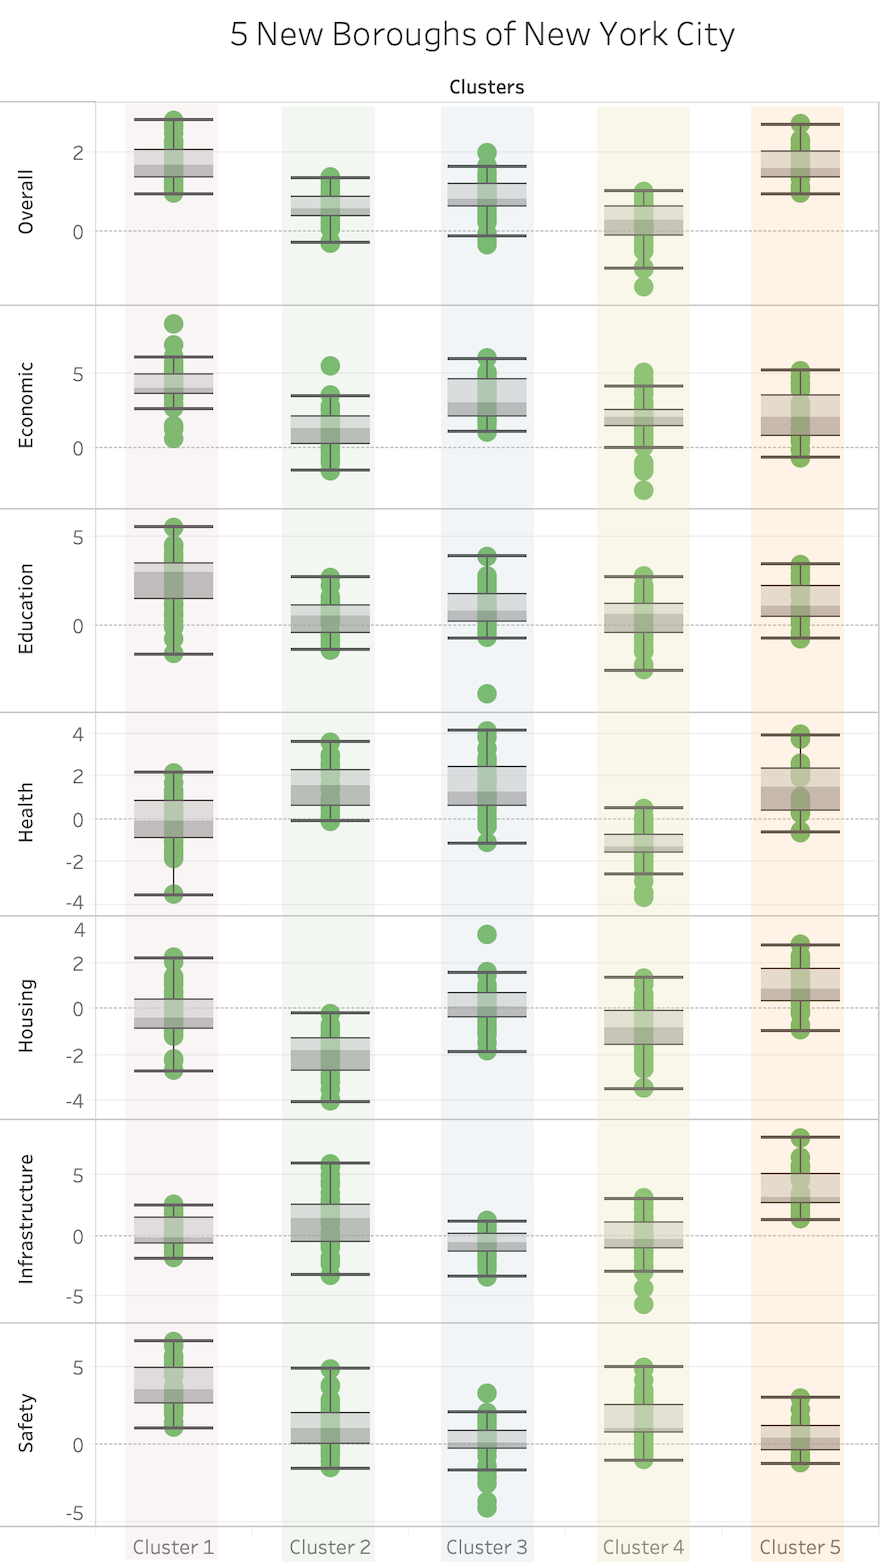 5 New Boroughs of New York City
Clusters
Overall
2
0
Economic
5
0
Education
5
0
Health
4
2
0
-2
-4
Housing
4
2
0
-2
-4
Infrastructure
5
0
-5
Safety
5
0
-5
Cluster 1 Cluster 2 Cluster 3 Cluster 4 Cluster 5